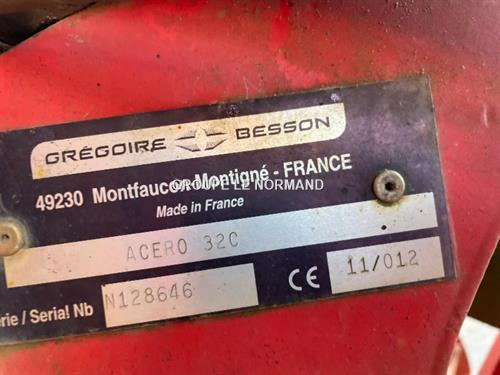 GRÉGOIRE BESSON
49230 Montfaucon-Montigné - FRANCE
GROUPE LE NORMAND
Made in France
ACERO 32C
11/012
CE
/ Serial Nb N128646